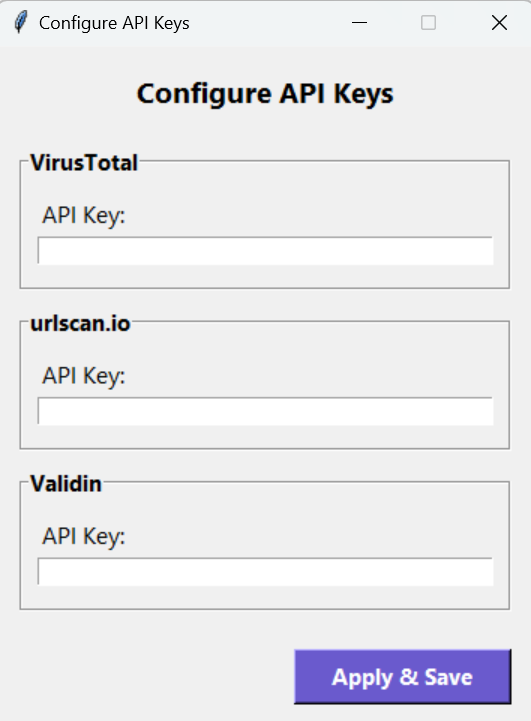 Configure API Keys
Configure API Keys
VirusTotal
API Key:
urlscan.io
API Key:
Validin
API Key:
Apply & Save